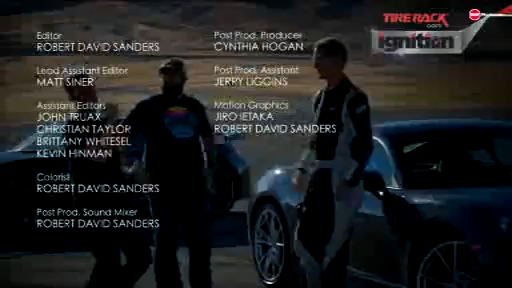 Editor
ROBERT DAVID SANDERS
Lead Assistant Editor
MATT SINER
Assistant Editors
JOHN TRUAX
CHRISTIAN TAYLOR
BRITTANY WHITESEL
KEVIN HINMAN
Colorist
ROBERT DAVID SANDERS
Post Prod. Sound Mixer
ROBERT DAVID SANDERS
Post Prod. Producer
CYNTHIA HOGAN
Post Prod. Assistant
JERRY LIGGINS
Motion Graphics
JIRO IETAKA
ROBERT DAVID SANDERS
TIRE RACK
.com
ignition